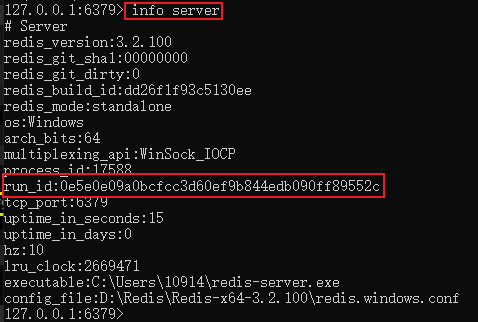 127.0.0.1:6379> info server
# Server
redis_version:3.2.100
redis_git_sha1:00000000
redis_git_dirty:0
redis_build_id:dd26f1f93c5130ee
redis_mode:standalone
os:Windows
arch_bits:64
multiplexing_api:WinSock_IOCP
process_id:17588
run_id:0e5e0e09a0bcfcc3d60ef9b844edb090ff89552c
tcp_port:6379
uptime_in_seconds:15
uptime_in_days:0
hz:10
lru_clock:2669471
executable:C:\Users\10914\redis-server.exe
config_file:D:\Redis\Redis-x64-3.2.100\redis.windows.conf
127.0.0.1:6379>